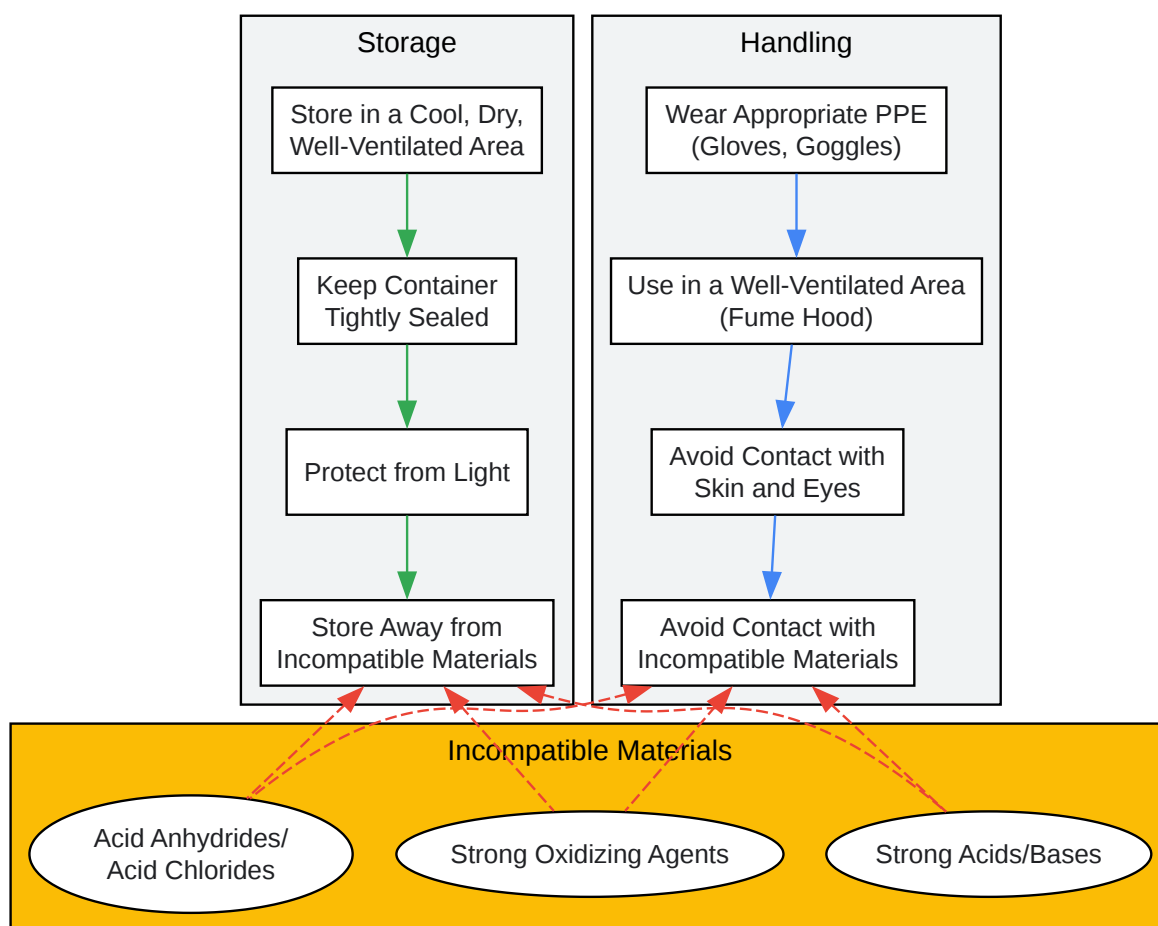 Storage
Store in a Cool, Dry,
Well-Ventilated Area
Keep Container
Tightly Sealed
Protect from Light
Store Away from
Incompatible Materials
Handling
Wear Appropriate PPE
(Gloves, Goggles)
Use in a Well-Ventilated Area
(Fume Hood)
Avoid Contact with
Skin and Eyes
Avoid Contact with
Incompatible Materials
Incompatible Materials
Acid Anhydrides/
Acid Chlorides
Strong Oxidizing Agents
Strong Acids/Bases